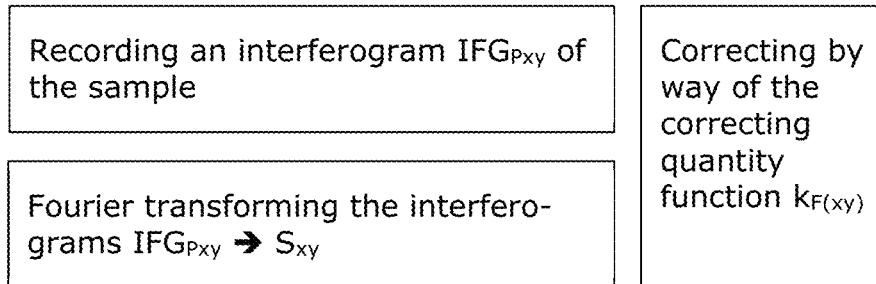 Recording an interferogram IFGPxy of
the sample
Fourier transforming the interfero-
grams IFGPxy ➔ Sxy
Correcting by
way of the
correcting
quantity
function kF(xy)